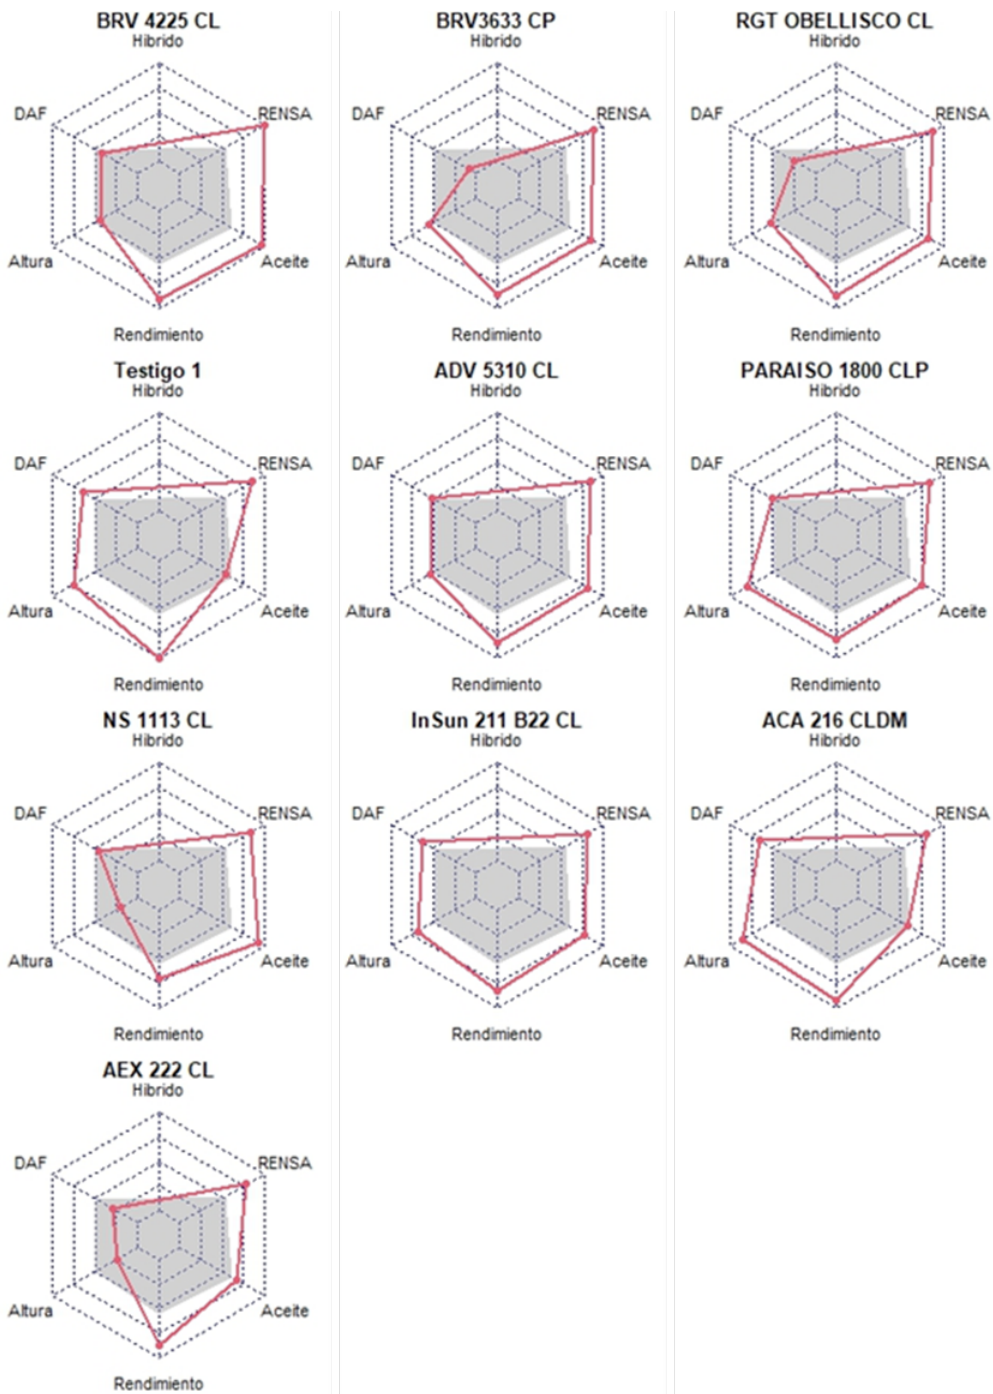 BRV 4225 CL
BRV3633 CP
RGT OBELLISCO CL
Hibrido
Hibrido
Hibrido
DAF
RENSA
DAF
RENSA
DAF
RENSA
Altura
Aceite
Altura
Aceite
Altura
Aceite
Rendimiento
Rendimiento
Rendimiento
Testigo 1
ADV 5310 CL
PARAISO 1800 CLP
Hibrido
Hibrido
Hibrido
DAF
RENSA
DAF
RENSA
DAF
RENSA
Altura
Aceite
Altura
Aceite
Altura
Aceite
Rendimiento
Rendimiento
Rendimiento
NS 1113 CL
InSun 211 B22 CL
ACA 216 CLDM
Hibrido
Hibrido
Hibrido
DAF
RENSA
DAF
RENSA
DAF
RENSA
Altura
Aceite
Altura
Aceite
Altura
Aceite
Rendimiento
Rendimiento
Rendimiento
AEX 222 CL
Hibrido
DAF
RENSA
Altura
Aceite
Rendimiento